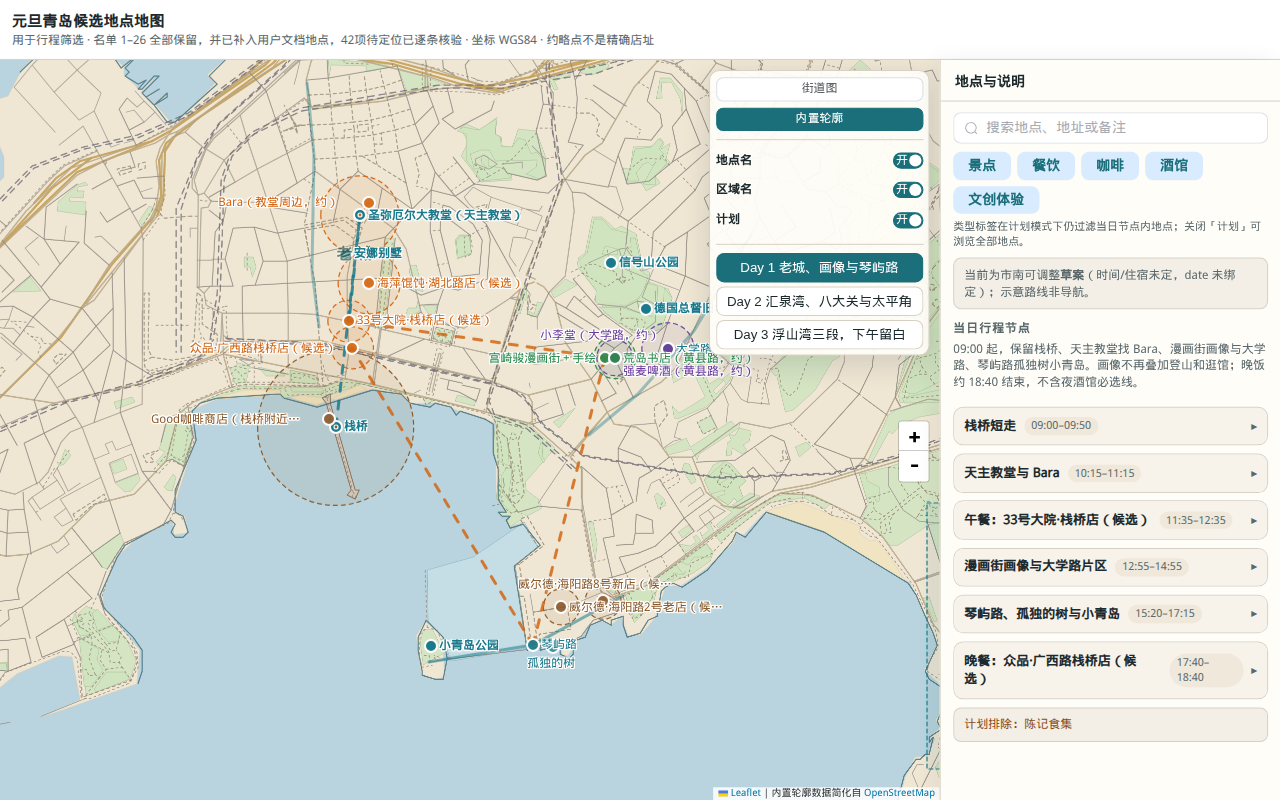 元旦青岛候选地点地图
用于行程筛选 · 名单 1–26 全部保留，并已补入用户文档地点，42项待定位已逐条核验 · 坐标 WGS84 · 约略点不是精确店址
街道图
内置轮廓
地点名
开
区域名
开
计划
开
Day 1 老城、画像与琴屿路
Day 2 汇泉湾、八大关与太平角
Day 3 浮山湾三段，下午留白
Bara（教堂周边，约）
圣弥厄尔大教堂（天主教堂）
老
安娜别墅
海萍馄饨·湖北路店（候选）
33号大院·栈桥店（候选）
众品·广西路栈桥店（候选）
信号山公园
德国总督旧
小李堂（大学路，约）
大学路
宫崎骏漫画街＋手绘
荒岛书店（黄县路，约）
强麦啤酒（黄县路，约）
Good咖啡商店（栈桥附近…
栈桥
威尔德·海阳路8号新店（候…
威尔德·海阳路2号老店（候…
小青岛公园
琴屿路
孤独的树
+
-
Leaflet | 内置轮廓数据简化自 OpenStreetMap
地点与说明
搜索地点、地址或备注
景点
餐饮
咖啡
酒馆
文创体验
类型标签在计划模式下仍过滤当日节点内地点；关闭「计划」可
浏览全部地点。
当前为市南可调整草案（时间/住宿未定，date 未绑
定）；示意路线非导航。
当日行程节点
09:00 起，保留栈桥、天主教堂找 Bara、漫画街画像与大学
路、琴屿路孤独树小青岛。画像不再叠加登山和逛馆；晚饭
约 18:40 结束，不含夜酒馆必选线。
栈桥短走 09:00–09:50
天主教堂与 Bara 10:15–11:15
午餐：33号大院·栈桥店（候选） 11:35–12:35
漫画街画像与大学路片区 12:55–14:55
琴屿路、孤独的树与小青岛 15:20–17:15
晚餐：众品·广西路栈桥店（候
选）
17:40–
18:40
计划排除：陈记食集